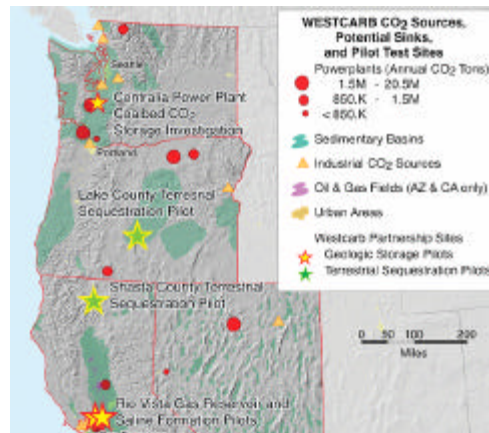 WESTCARB CO2 Sources,
Potential Sinks,
and Pilot Test Sites
Powerplants (Annual CO2 Tons)
1.5M - 20.5M
850.K - 1.5M
<850.K
Sedimentary Basins
Industrial CO2 Sources
Oil & Gas Fields (AZ & CA only)
Urban Areas
Westcarb Partnership Sites
Geologic Storage Pilots
Terrestrial Sequestration Pilots
Seattle
Centralia Power Plant
Coalbed CO2
Storage Investigation
Portland
Lake County Terrestrial
Sequestration Pilot
Shasta County Terrestrial
Sequestration Pilot
0 50 100 200
Miles
Rio Vista Gas Reservoir and
Saline Formation Pilots